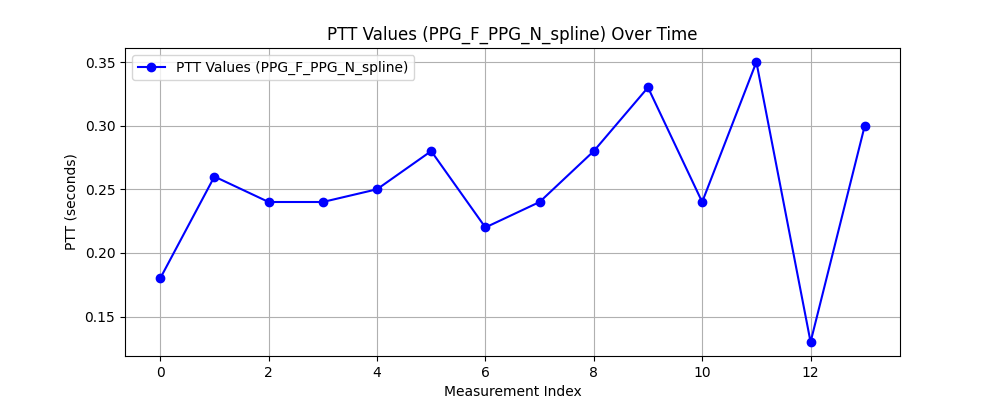 PTT Values (PPG_F_PPG_N_spline) Over Time
PTT Values (PPG_F_PPG_N_spline)
PTT (seconds)
0.35
0.30
0.25
0.20
0.15
0 2 4 6 8 10 12
Measurement Index